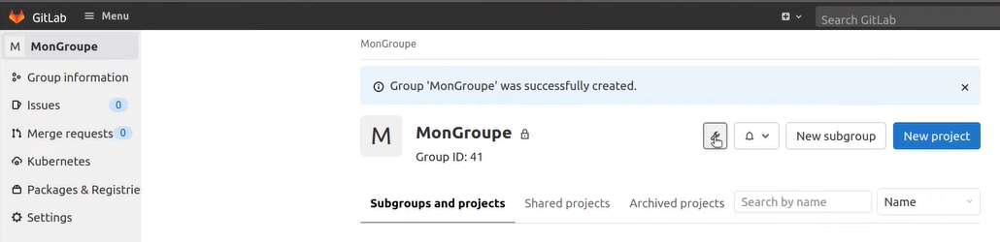 GitLab Menu Search GitLab
M MonGroupe
Group information
Issues 0
Merge requests 0
Kubernetes
Packages & Registrie
Settings
MonGroupe
Group 'MonGroupe' was successfully created.
M
MonGroupe
Group ID: 41
New subgroup
New project
Subgroups and projects Shared projects Archived projects Search by name Name